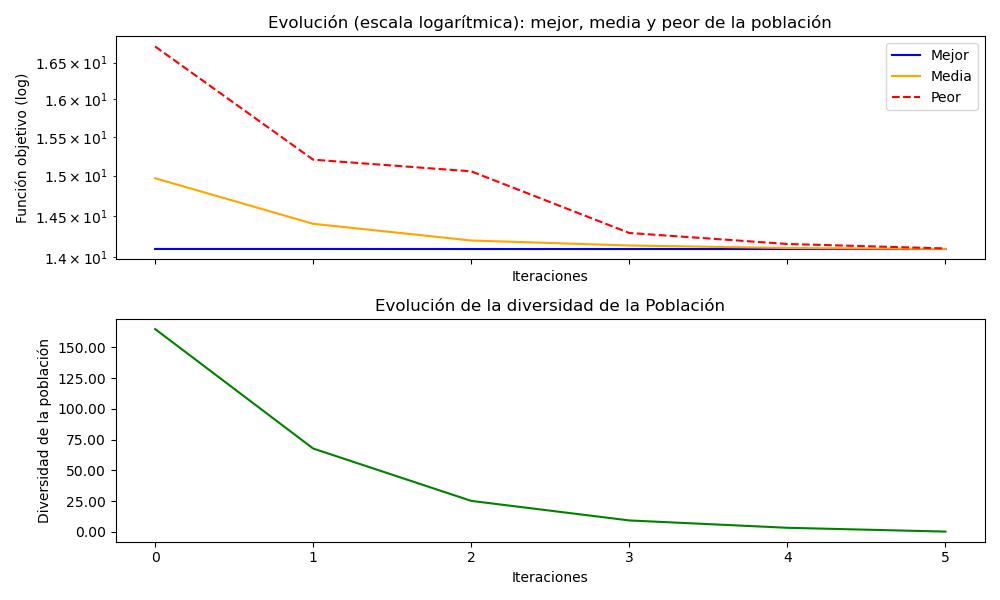 Evolución (escala logarítmica): mejor, media y peor de la población
Función objetivo (log)
1.65 × 10¹
1.6 × 10¹
1.55 × 10¹
1.5 × 10¹
1.45 × 10¹
1.4 × 10¹
Mejor
Media
Peor
Iteraciones
Evolución de la diversidad de la Población
Diversidad de la población
150.00
125.00
100.00
75.00
50.00
25.00
0.00
0 1 2 3 4 5
Iteraciones